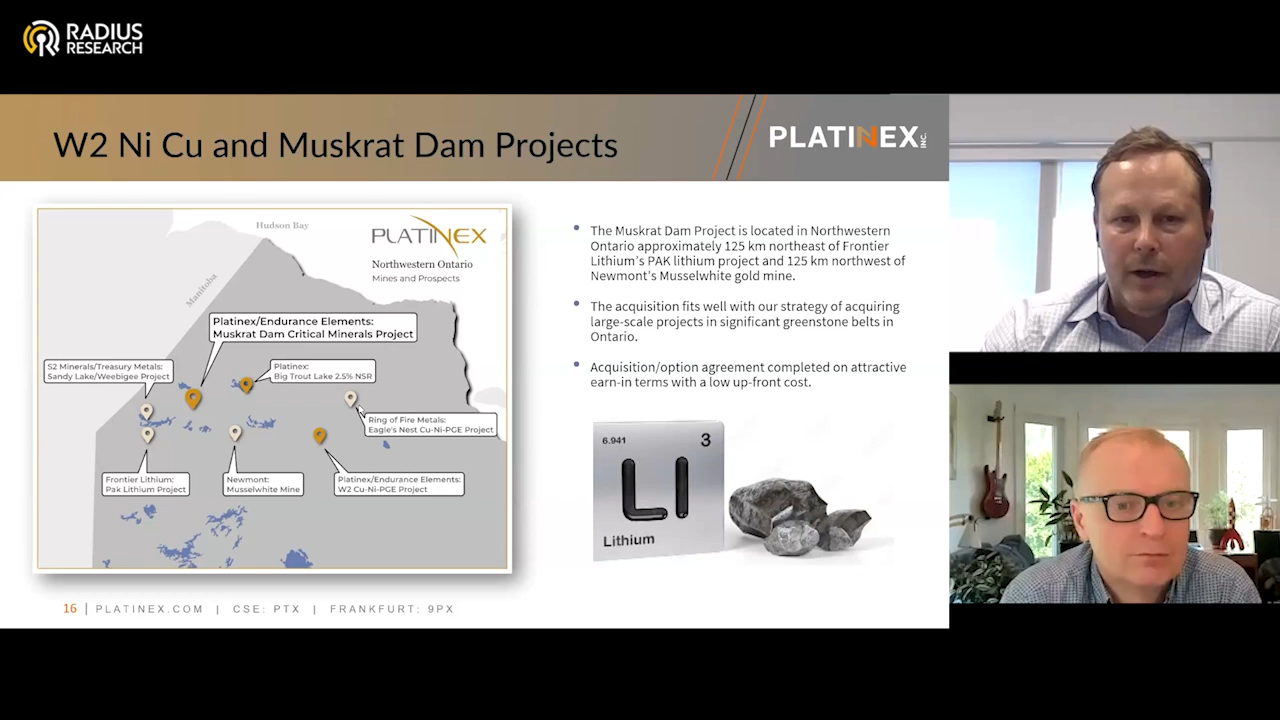 RADIUS
RESEARCH
W2 Ni Cu and Muskrat Dam Projects
PLATINEX INC.
Hudson Bay
PLATINEX
Northwestern Ontario
Mines and Prospects
Manitoba
Platinex/Endurance Elements:
Muskrat Dam Critical Minerals Project
S2 Minerals/Treasury Metals:
Sandy Lake/Weebigee Project
Platinex:
Big Trout Lake 2.5% NSR
Ring of Fire Metals:
Eagle's Nest Cu-Ni-PGE Project
Frontier Lithium:
Pak Lithium Project
Newmont:
Musselwhite Mine
Platinex/Endurance Elements:
W2 Cu-Ni-PGE Project
• The Muskrat Dam Project is located in Northwestern
Ontario approximately 125 km northeast of Frontier
Lithium's PAK lithium project and 125 km northwest of
Newmont's Musselwhite gold mine.
• The acquisition fits well with our strategy of acquiring
large-scale projects in significant greenstone belts in
Ontario.
• Acquisition/option agreement completed on attractive
earn-in terms with a low up-front cost.
6.941 3
LI
Lithium
16 | PLATINEX.COM | CSE: PTX | FRANKFURT: 9PX